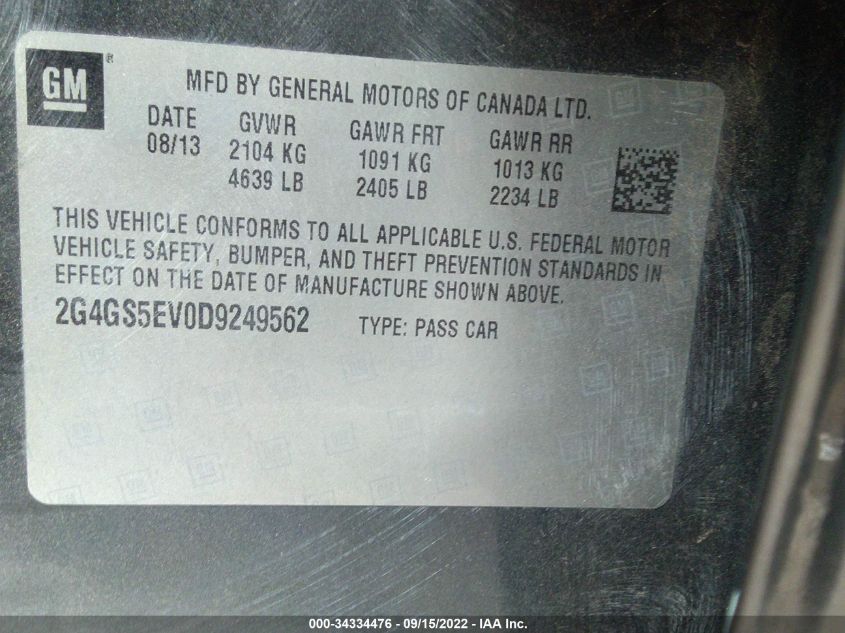 GM ®
MFD BY GENERAL MOTORS OF CANADA LTD.
DATE GVWR GAWR FRT GAWR RR
08/13 2104 KG 1091 KG 1013 KG
4639 LB 2405 LB 2234 LB
THIS VEHICLE CONFORMS TO ALL APPLICABLE U.S. FEDERAL MOTOR
VEHICLE SAFETY, BUMPER, AND THEFT PREVENTION STANDARDS IN
EFFECT ON THE DATE OF MANUFACTURE SHOWN ABOVE.
2G4GS5EV0D9249562 TYPE: PASS CAR
000-34334476 - 09/15/2022 - IAA Inc.